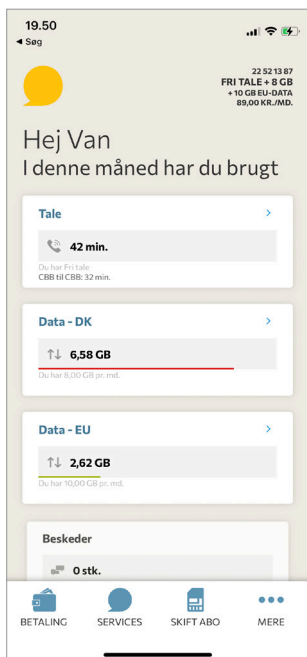 19.50
Søg
22 52 13 87
FRI TALE + 8 GB
+ 10 GB EU-DATA
89,00 KR./MD.
Hej Van
I denne måned har du brugt
Tale
42 min.
Du har Fri tale
CBB til CBB: 32 min.
Data - DK
6,58 GB
Du har 8,00 GB pr. md.
Data - EU
2,62 GB
Du har 10,00 GB pr. md.
Beskeder
0 stk.
BETALING SERVICES SKIFT ABO MERE